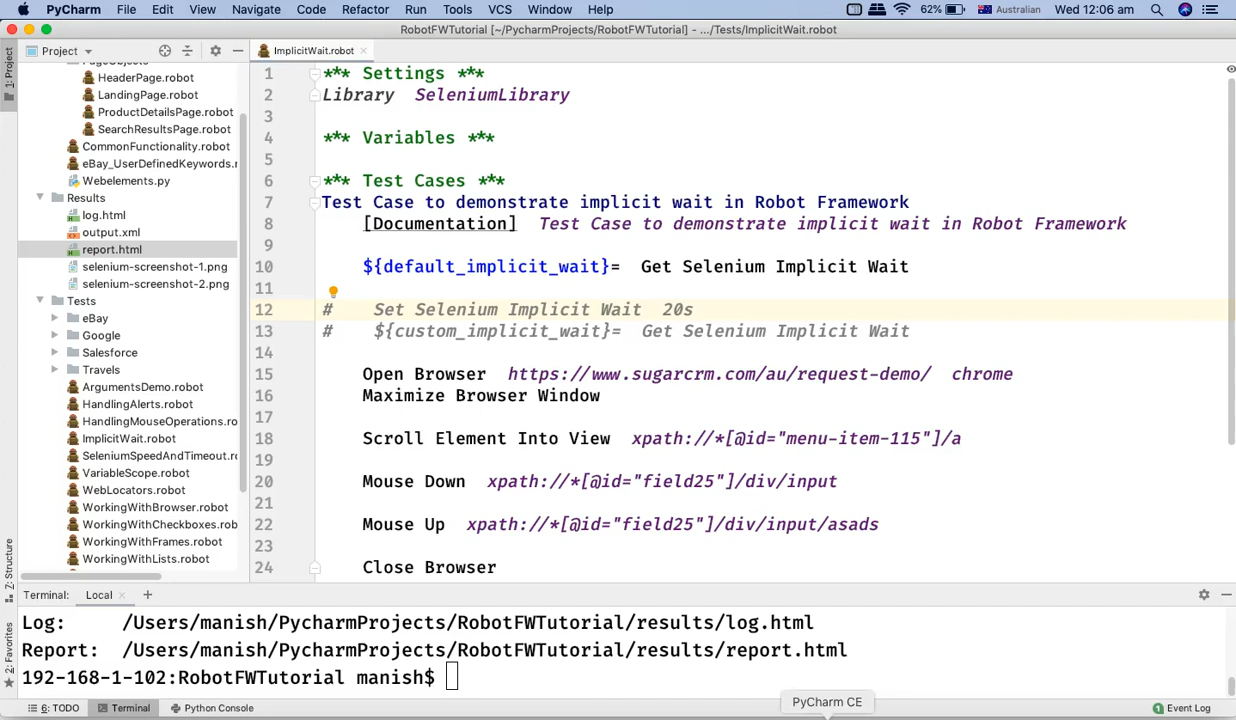 PyCharm File Edit View Navigate Code Refactor Run Tools VCS Window Help 62% Australian Wed 12:06 am
RobotFWTutorial [~/PycharmProjects/RobotFWTutorial] - .../Tests/ImplicitWait.robot
1: Project
Project
ImplicitWait.robot
PageObjects
HeaderPage.robot
LandingPage.robot
ProductDetailsPage.robot
SearchResultsPage.robot
CommonFunctionality.robot
eBay_UserDefinedKeywords.r
Webelements.py
Results
log.html
output.xml
report.html
selenium-screenshot-1.png
selenium-screenshot-2.png
Tests
eBay
Google
Salesforce
Travels
ArgumentsDemo.robot
HandlingAlerts.robot
HandlingMouseOperations.ro
ImplicitWait.robot
SeleniumSpeedAndTimeout.rc
VariableScope.robot
WebLocators.robot
WorkingWithBrowser.robot
WorkingWithCheckboxes.rob
WorkingWithFrames.robot
WorkingWithLists.robot
1 *** Settings ***
2 Library SeleniumLibrary
3
4 *** Variables ***
5
6 *** Test Cases ***
7 Test Case to demonstrate implicit wait in Robot Framework
8 [Documentation] Test Case to demonstrate implicit wait in Robot Framework
9
10 ${default_implicit_wait}= Get Selenium Implicit Wait
11
12 # Set Selenium Implicit Wait 20s
13 # ${custom_implicit_wait}= Get Selenium Implicit Wait
14
15 Open Browser https://www.sugarcrm.com/au/request-demo/ chrome
16 Maximize Browser Window
17
18 Scroll Element Into View xpath://*[@id="menu-item-115"]/a
19
20 Mouse Down xpath://*[@id="field25"]/div/input
21
22 Mouse Up xpath://*[@id="field25"]/div/input/asads
23
24 Close Browser
7: Structure
2: Favorites
Terminal: Local
Log: /Users/manish/PycharmProjects/RobotFWTutorial/results/log.html
Report: /Users/manish/PycharmProjects/RobotFWTutorial/results/report.html
192-168-1-102:RobotFWTutorial manish$
PyCharm CE
6: TODO Terminal Python Console 1 Event Log